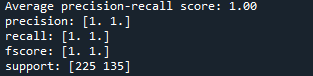 Average precision-recall score: 1.00
precision: [1. 1.]
recall: [1. 1.]
fscore: [1. 1.]
support: [225 135]